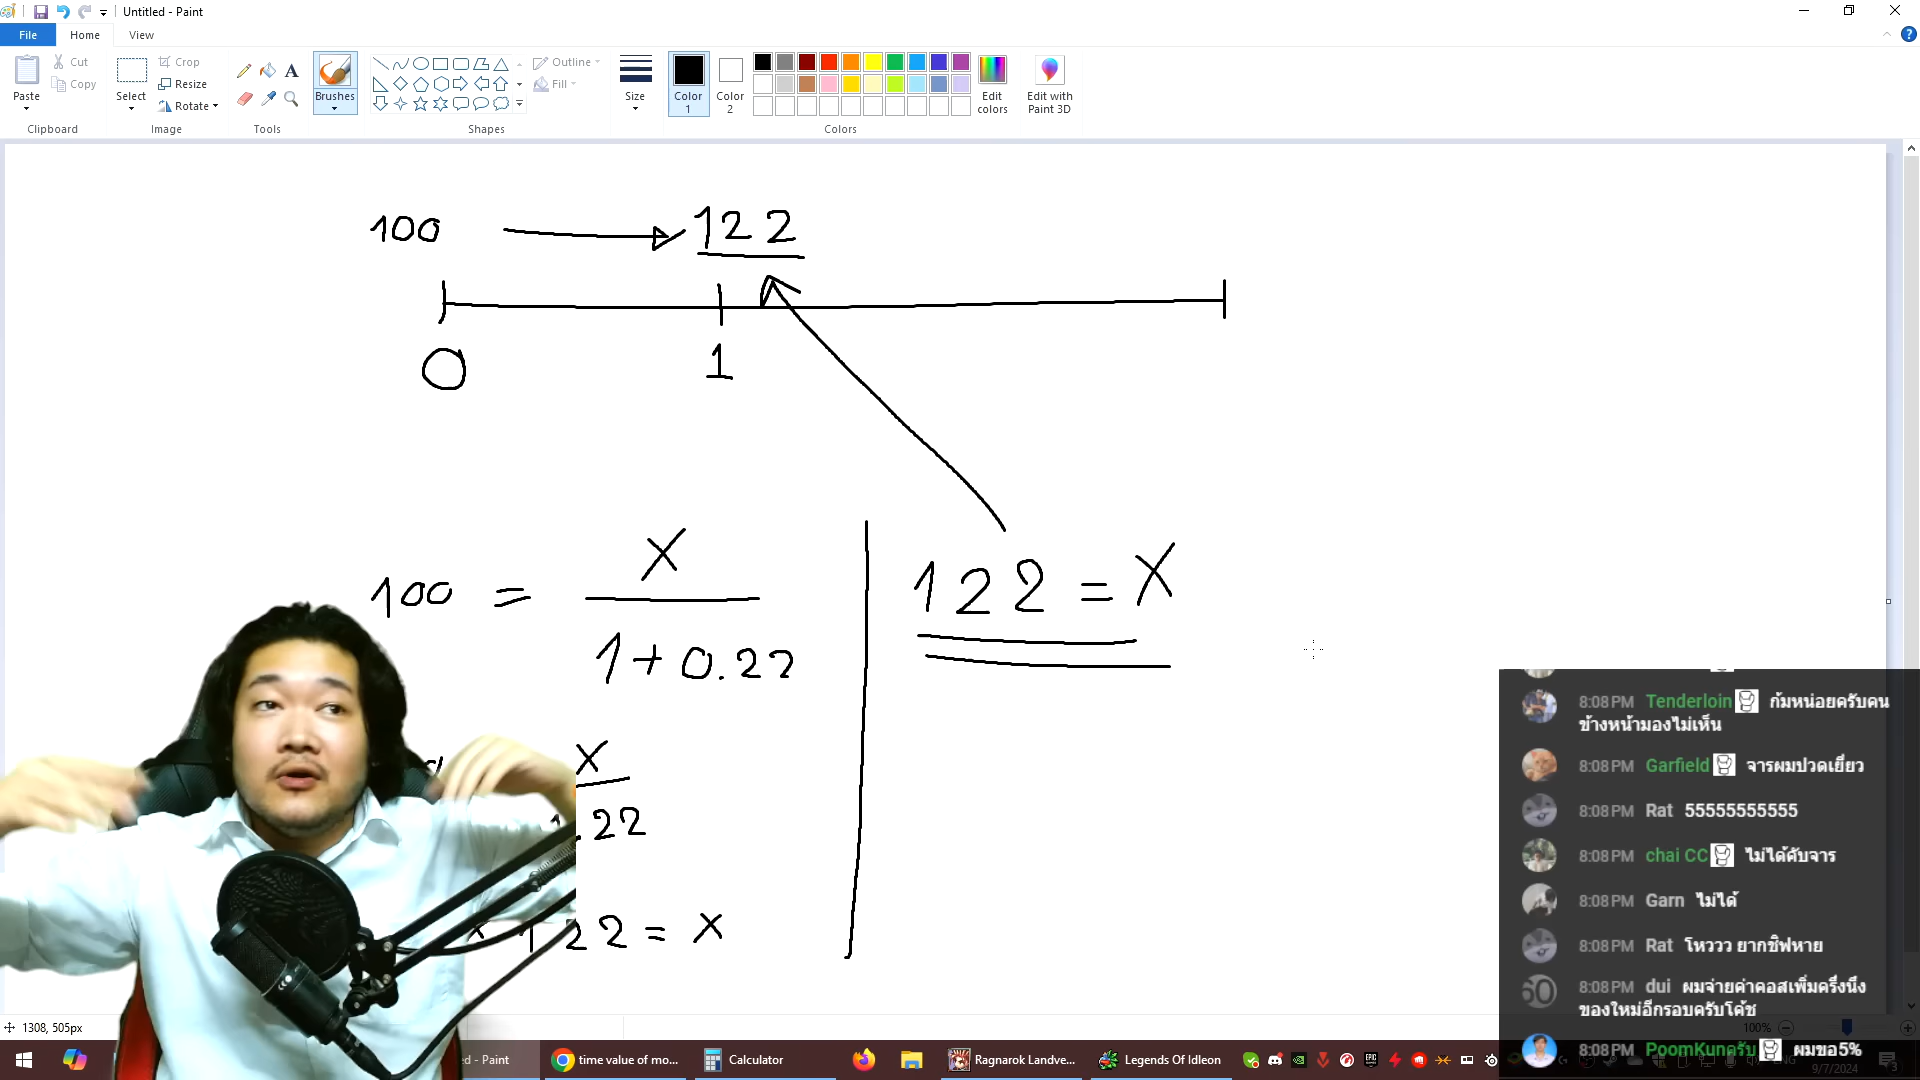 Untitled - Paint
File Home View
Paste Cut Copy Clipboard
Select Crop Resize Rotate Image
Tools
Brushes
Outline Fill Shapes
Size
Color 1 Color 2 Edit colors Colors
Edit with Paint 3D
100 122
0 1
100 = X
1+0.22
122 = X
X
.22
× 122 = X
8:08 PM Tenderloin ก้มหน่อยครับคน
ข้างหน้ามองไม่เห็น
8:08 PM Garfield จารผมปวดเยี่ยว
8:08 PM Rat 55555555555
8:08 PM chai CC ไม่ได้คับจาร
8:08 PM Garn ไม่ได้
8:08 PM Rat โหววว ยากชิ๊ฟหาย
8:08 PM dui ผมจ่ายค่าคอสเพิ่มครึ่งนึง
ของใหม่อีกรอบครับโค้ช
8:08 PM PoomKunครับ ผมขอ5%
1308, 505px
100%
d - Paint time value of mo... Calculator Ragnarok Landve... Legends Of Idleon
9/7/2024